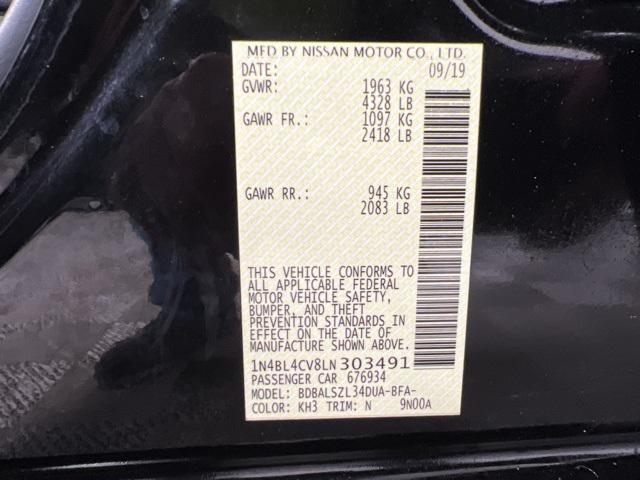 MFD BY NISSAN MOTOR CO., LTD.
DATE: 09/19
GVWR: 1963 KG
4328 LB
GAWR FR.: 1097 KG
2418 LB
GAWR RR.: 945 KG
2083 LB
THIS VEHICLE CONFORMS TO
ALL APPLICABLE FEDERAL
MOTOR VEHICLE SAFETY,
BUMPER, AND THEFT
PREVENTION STANDARDS IN
EFFECT ON THE DATE OF
MANUFACTURE SHOWN ABOVE.
1N4BL4CV8LN303491
PASSENGER CAR 676934
MODEL: BDBALSZL34DUA-BFA-
COLOR: KH3 TRIM: N 9N00A